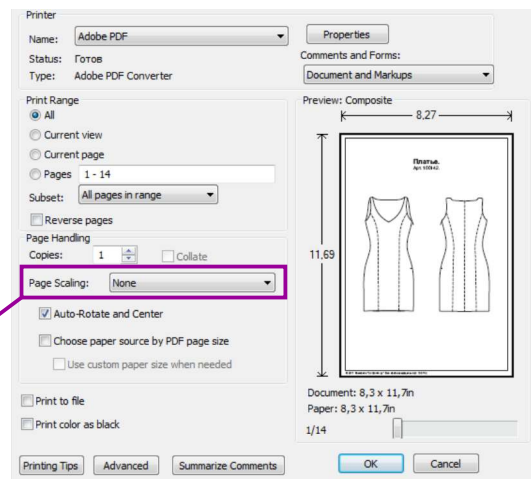 Printer
Name: Adobe PDF
Properties
Status: Готов
Comments and Forms:
Type: Adobe PDF Converter
Document and Markups
Print Range
All
Current view
Current page
Pages 1 - 14
Subset: All pages in range
Reverse pages
Page Handling
Copies: 1 Collate
Page Scaling: None
Auto-Rotate and Center
Choose paper source by PDF page size
Use custom paper size when needed
Print to file
Print color as black
Preview: Composite
8,27
11,69
Платье.
Document: 8,3 x 11,7in
Paper: 8,3 x 11,7in
1/14
Printing Tips Advanced Summarize Comments OK Cancel